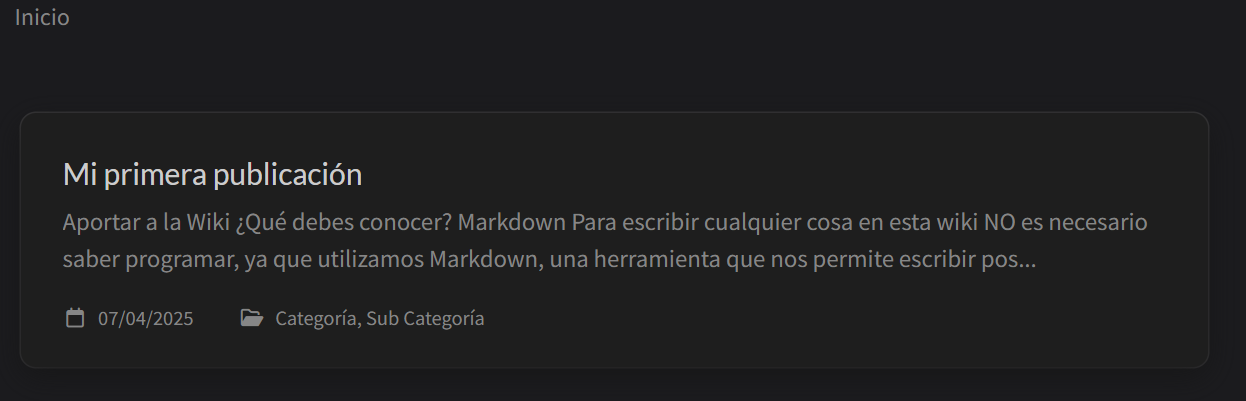 Inicio
Mi primera publicación
Aportar a la Wiki ¿Qué debes conocer? Markdown Para escribir cualquier cosa en esta wiki NO es necesario
saber programar, ya que utilizamos Markdown, una herramienta que nos permite escribir pos...
07/04/2025 Categoría, Sub Categoría